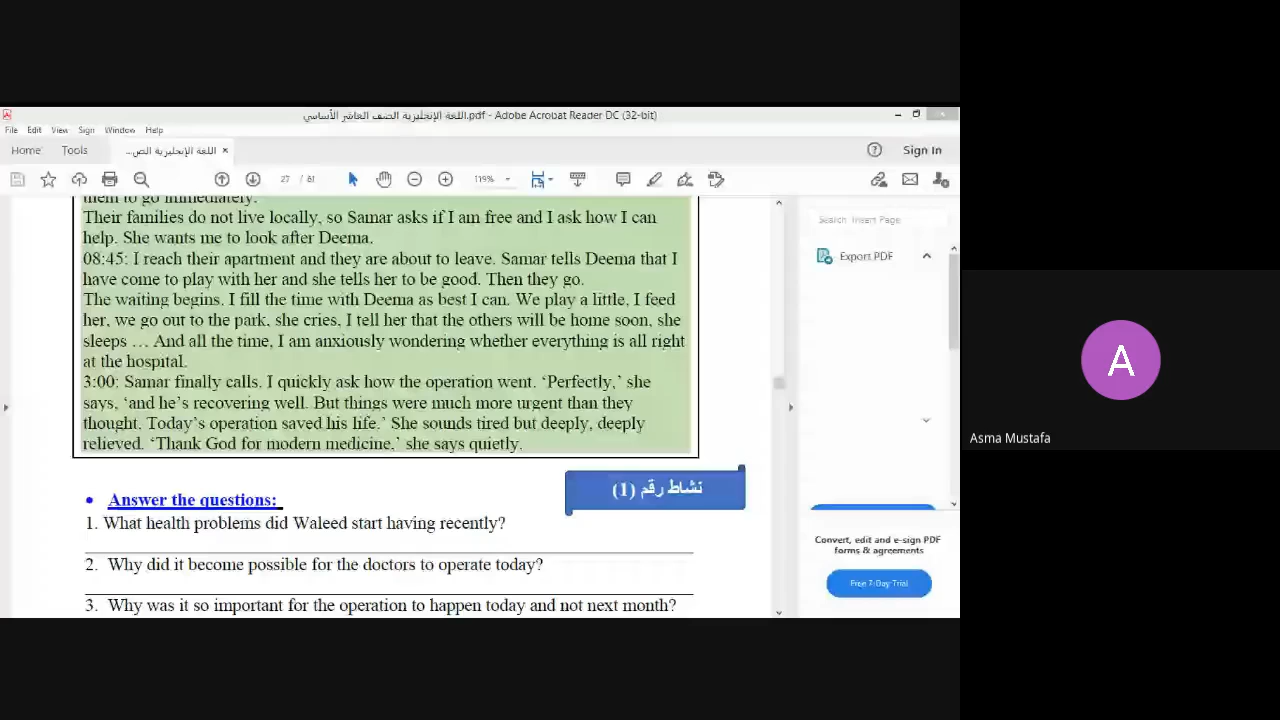 اللغة الإنجليزية الصف العاشر الأساسي.pdf - Adobe Acrobat Reader DC (32-bit)
File Edit View Sign Window Help
Home Tools اللغة الإنجليزية الص... × Sign In
27 / 61 119%
them to go immediately.
Their families do not live locally, so Samar asks if I am free and I ask how I can
help. She wants me to look after Deema.
08:45: I reach their apartment and they are about to leave. Samar tells Deema that I
have come to play with her and she tells her to be good. Then they go.
The waiting begins. I fill the time with Deema as best I can. We play a little, I feed
her, we go out to the park, she cries, I tell her that the others will be home soon, she
sleeps … And all the time, I am anxiously wondering whether everything is all right
at the hospital.
3:00: Samar finally calls. I quickly ask how the operation went. ‘Perfectly,’ she
says, ‘and he’s recovering well. But things were much more urgent than they
thought. Today’s operation saved his life.’ She sounds tired but deeply, deeply
relieved. ‘Thank God for modern medicine,’ she says quietly.
نشاط رقم (1)
• Answer the questions:
1. What health problems did Waleed start having recently?
2. Why did it become possible for the doctors to operate today?
3. Why was it so important for the operation to happen today and not next month?
Search 'Insert Page'
Export PDF
Convert, edit and e-sign PDF
forms & agreements
Free 7-Day Trial
A
Asma Mustafa